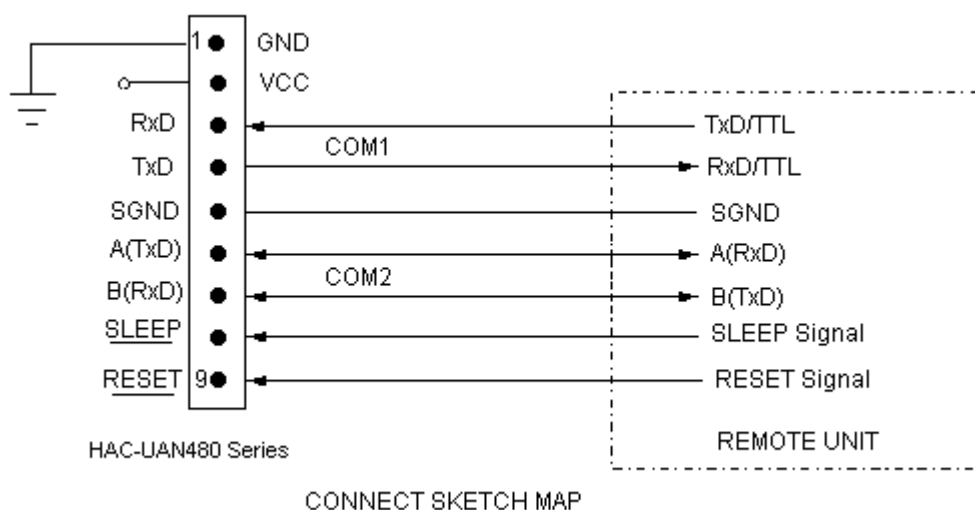 1 GND
VCC
RxD TxD/TTL
COM1
TxD RxD/TTL
SGND SGND
A(TxD) A(RxD)
COM2
B(RxD) B(TxD)
SLEEP SLEEP Signal
RESET 9 RESET Signal
HAC-UAN480 Series
REMOTE UNIT
CONNECT SKETCH MAP